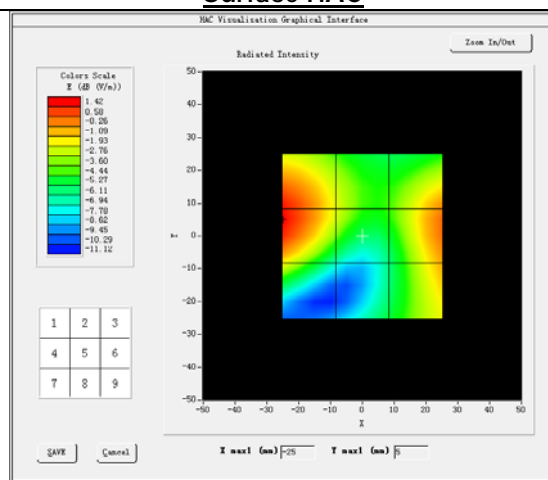 Surface HAC
HAC Visualisation Graphical Interface
Zoom In/Out
Radiated Intensity
Colors Scale
E (dB (V/m))
1.42
0.58
-0.26
-1.09
-1.93
-2.76
-3.60
-4.44
-5.27
-6.11
-6.94
-7.78
-8.62
-9.45
-10.29
-11.12
50
40
30
20
10
Y 0
-10
-20
-30
-40
-50
-50 -40 -30 -20 -10 0 10 20 30 40 50
X
1 2 3
4 5 6
7 8 9
SAVE Cancel X max1 (mm) -25 Y max1 (mm) 5